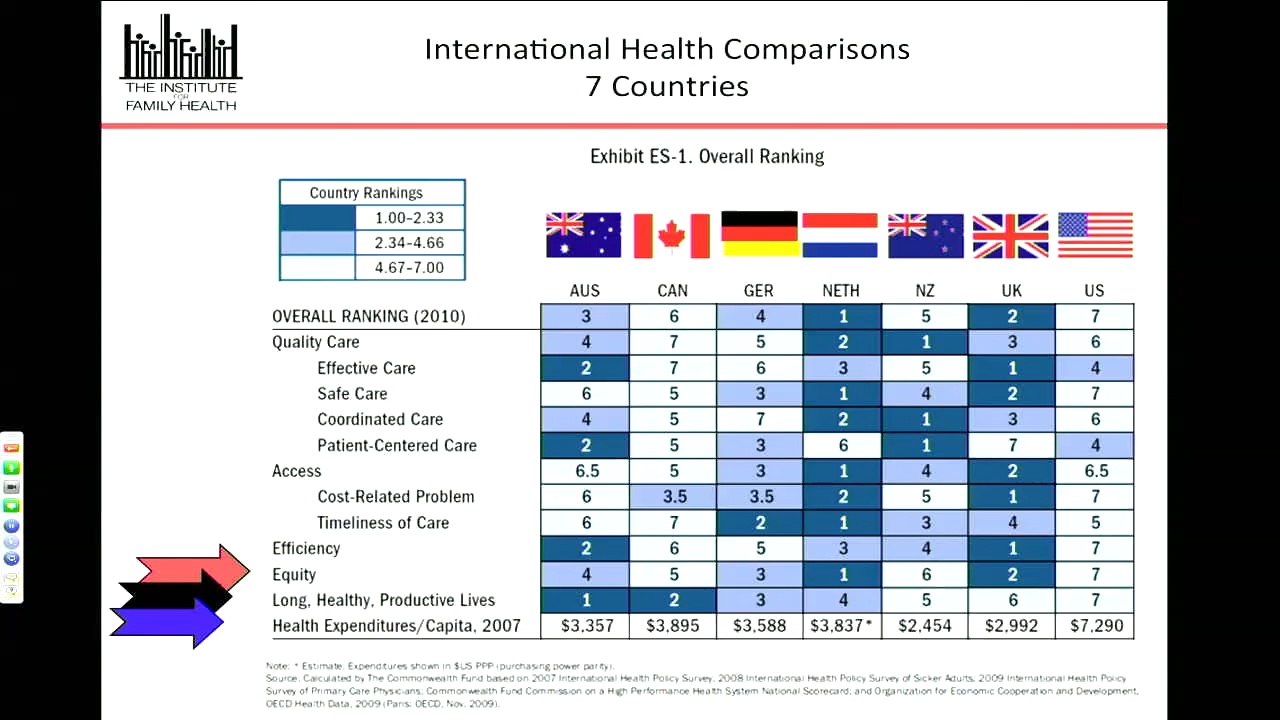 THE INSTITUTE
FOR
FAMILY HEALTH
International Health Comparisons
7 Countries
Exhibit ES-1. Overall Ranking
Country Rankings
1.00–2.33
2.34–4.66
4.67–7.00
AUS CAN GER NETH NZ UK US
OVERALL RANKING (2010) 3 6 4 1 5 2 7
Quality Care 4 7 5 2 1 3 6
Effective Care 2 7 6 3 5 1 4
Safe Care 6 5 3 1 4 2 7
Coordinated Care 4 5 7 2 1 3 6
Patient-Centered Care 2 5 3 6 1 7 4
Access 6.5 5 3 1 4 2 6.5
Cost-Related Problem 6 3.5 3.5 2 5 1 7
Timeliness of Care 6 7 2 1 3 4 5
Efficiency 2 6 5 3 4 1 7
Equity 4 5 3 1 6 2 7
Long, Healthy, Productive Lives 1 2 3 4 5 6 7
Health Expenditures/Capita, 2007 $3,357 $3,895 $3,588 $3,837* $2,454 $2,992 $7,290
Note: * Estimate. Expenditures shown in $US PPP (purchasing power parity).
Source: Calculated by The Commonwealth Fund based on 2007 International Health Policy Survey; 2008 International Health Policy Survey of Sicker Adults; 2009 International Health Policy
Survey of Primary Care Physicians; Commonwealth Fund Commission on a High Performance Health System National Scorecard; and Organization for Economic Cooperation and Development,
OECD Health Data, 2009 (Paris: OECD, Nov. 2009).